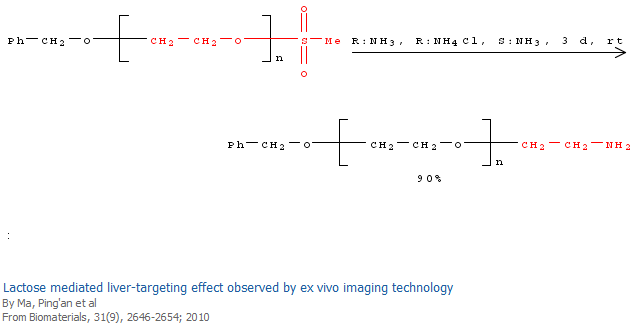 O
Ph CH2 O CH2 CH2 O S Me R:NH3, R:NH4Cl, S:NH3, 3 d, rt
n
O
Ph CH2 O CH2 CH2 O CH2 CH2 NH2
n
90%
:
Lactose mediated liver-targeting effect observed by ex vivo imaging technology
By Ma, Ping'an et al
From Biomaterials, 31(9), 2646-2654; 2010